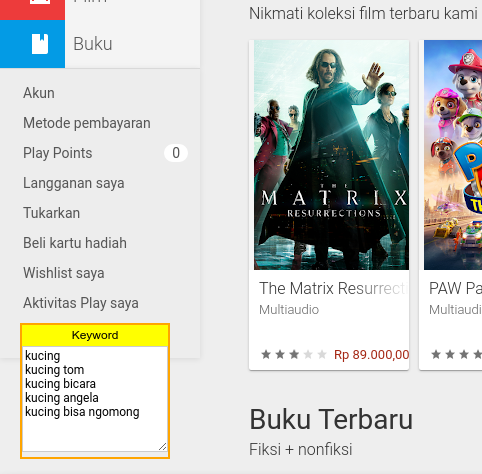 Film
Buku
Akun
Metode pembayaran
Play Points 0
Langganan saya
Tukarkan
Beli kartu hadiah
Wishlist saya
Aktivitas Play saya
Keyword
kucing
kucing tom
kucing bicara
kucing angela
kucing bisa ngomong
Nikmati koleksi film terbaru kami
THE
MATRIX
RESURRECTIONS
The Matrix Resurrect
Multiaudio
Rp 89.000,00
PAW Pa
Multiaudi
Buku Terbaru
Fiksi + nonfiksi